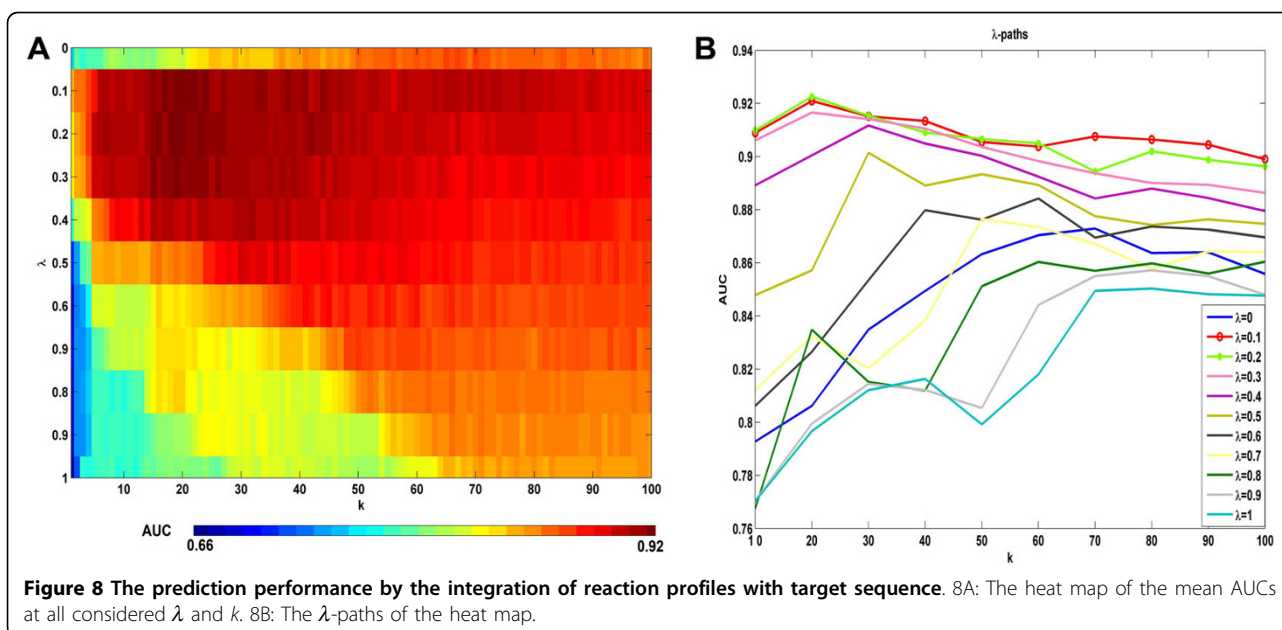 A
0
0.1
0.2
0.3
0.4
0.5
0.6
0.9
0.8
0.9
1
λ
10 20 30 40 50 60 70 80 90 100
k
AUC
0.66 0.92
B
λ-paths
0.94
0.92
0.9
0.88
0.86
0.84
0.82
0.8
0.78
0.76
AUC
1 0 20 30 40 50 60 70 80 90 100
k
λ=0
λ=0.1
λ=0.2
λ=0.3
λ=0.4
λ=0.5
λ=0.6
λ=0.7
λ=0.8
λ=0.9
λ=1
Figure 8 The prediction performance by the integration of reaction profiles with target sequence. 8A: The heat map of the mean AUCs
at all considered λ and k. 8B: The λ-paths of the heat map.